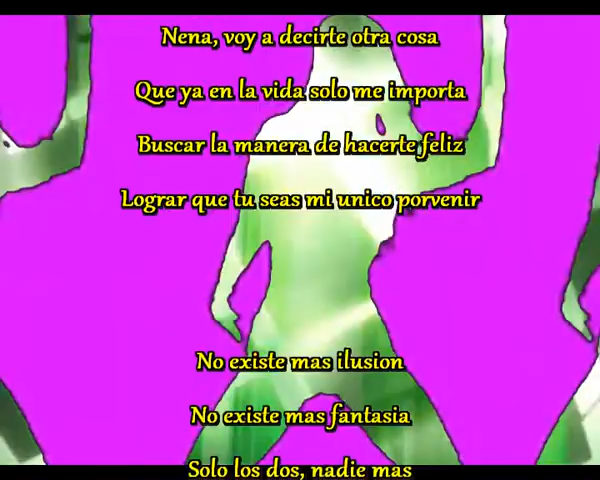 Nena, voy a decirte otra cosa
Que ya en la vida solo me importa
Buscar la manera de hacerte feliz
Lograr que tu seas mi unico porvenir
No existe mas ilusion
No existe mas fantasia
Solo los dos, nadie mas